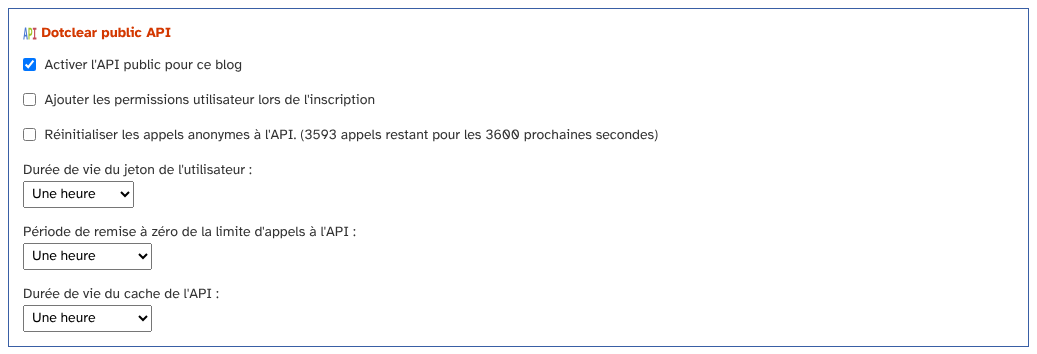 API Dotclear public API
Activer l'API public pour ce blog
Ajouter les permissions utilisateur lors de l'inscription
Réinitialiser les appels anonymes à l'API. (3593 appels restant pour les 3600 prochaines secondes)
Durée de vie du jeton de l'utilisateur :
Une heure
Période de remise à zéro de la limite d'appels à l'API :
Une heure
Durée de vie du cache de l'API :
Une heure